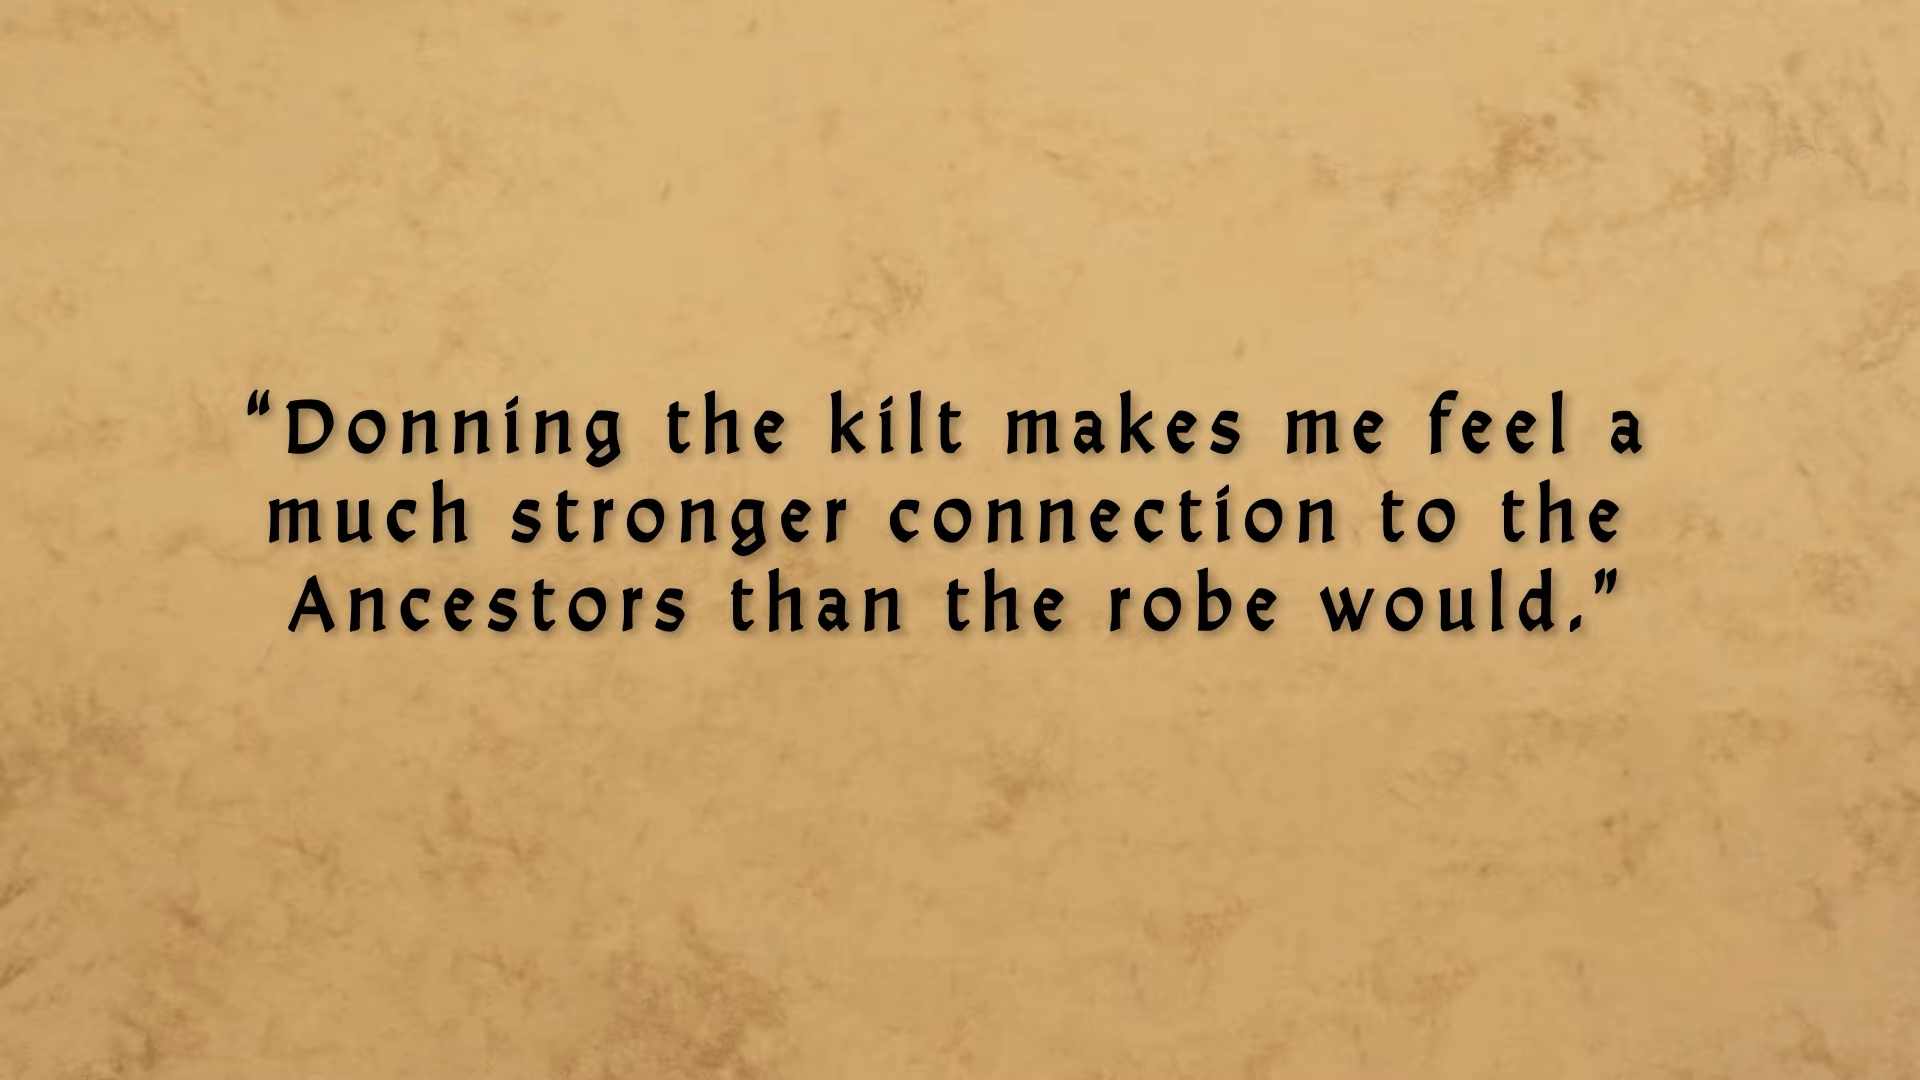 “Donning the kilt makes me feel a
much stronger connection to the
Ancestors than the robe would.”